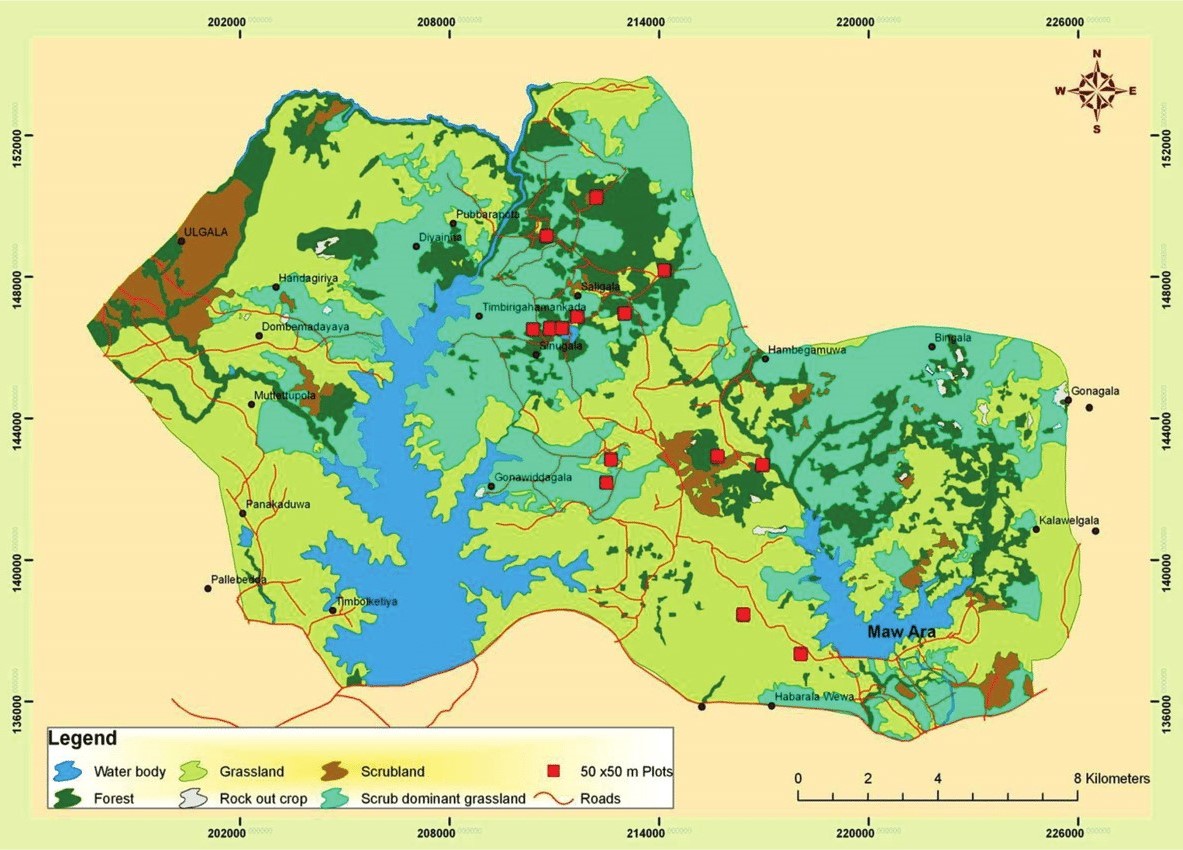 202000 208000 214000 220000 226000
N
W E
S
152000 152000
ULGALA
Pubbarapota
Diyainna
148000 148000
Handagiriya
Saligala
Timbirigahamankada
Dombemadayaya
Sinugala
Hambegamuwa
Bingala
Muttettupola
Gonagala
144000 144000
Gonawiddagala
Panakaduwa
Kalawelgala
140000 140000
Pallebedda
Timbolketiya
Maw Ara
Habarala Wewa
136000 136000
Legend
Water body Grassland Scrubland 50 x50 m Plots
Forest Rock out crop Scrub dominant grassland Roads
0 2 4 8 Kilometers
202000 208000 214000 220000 226000